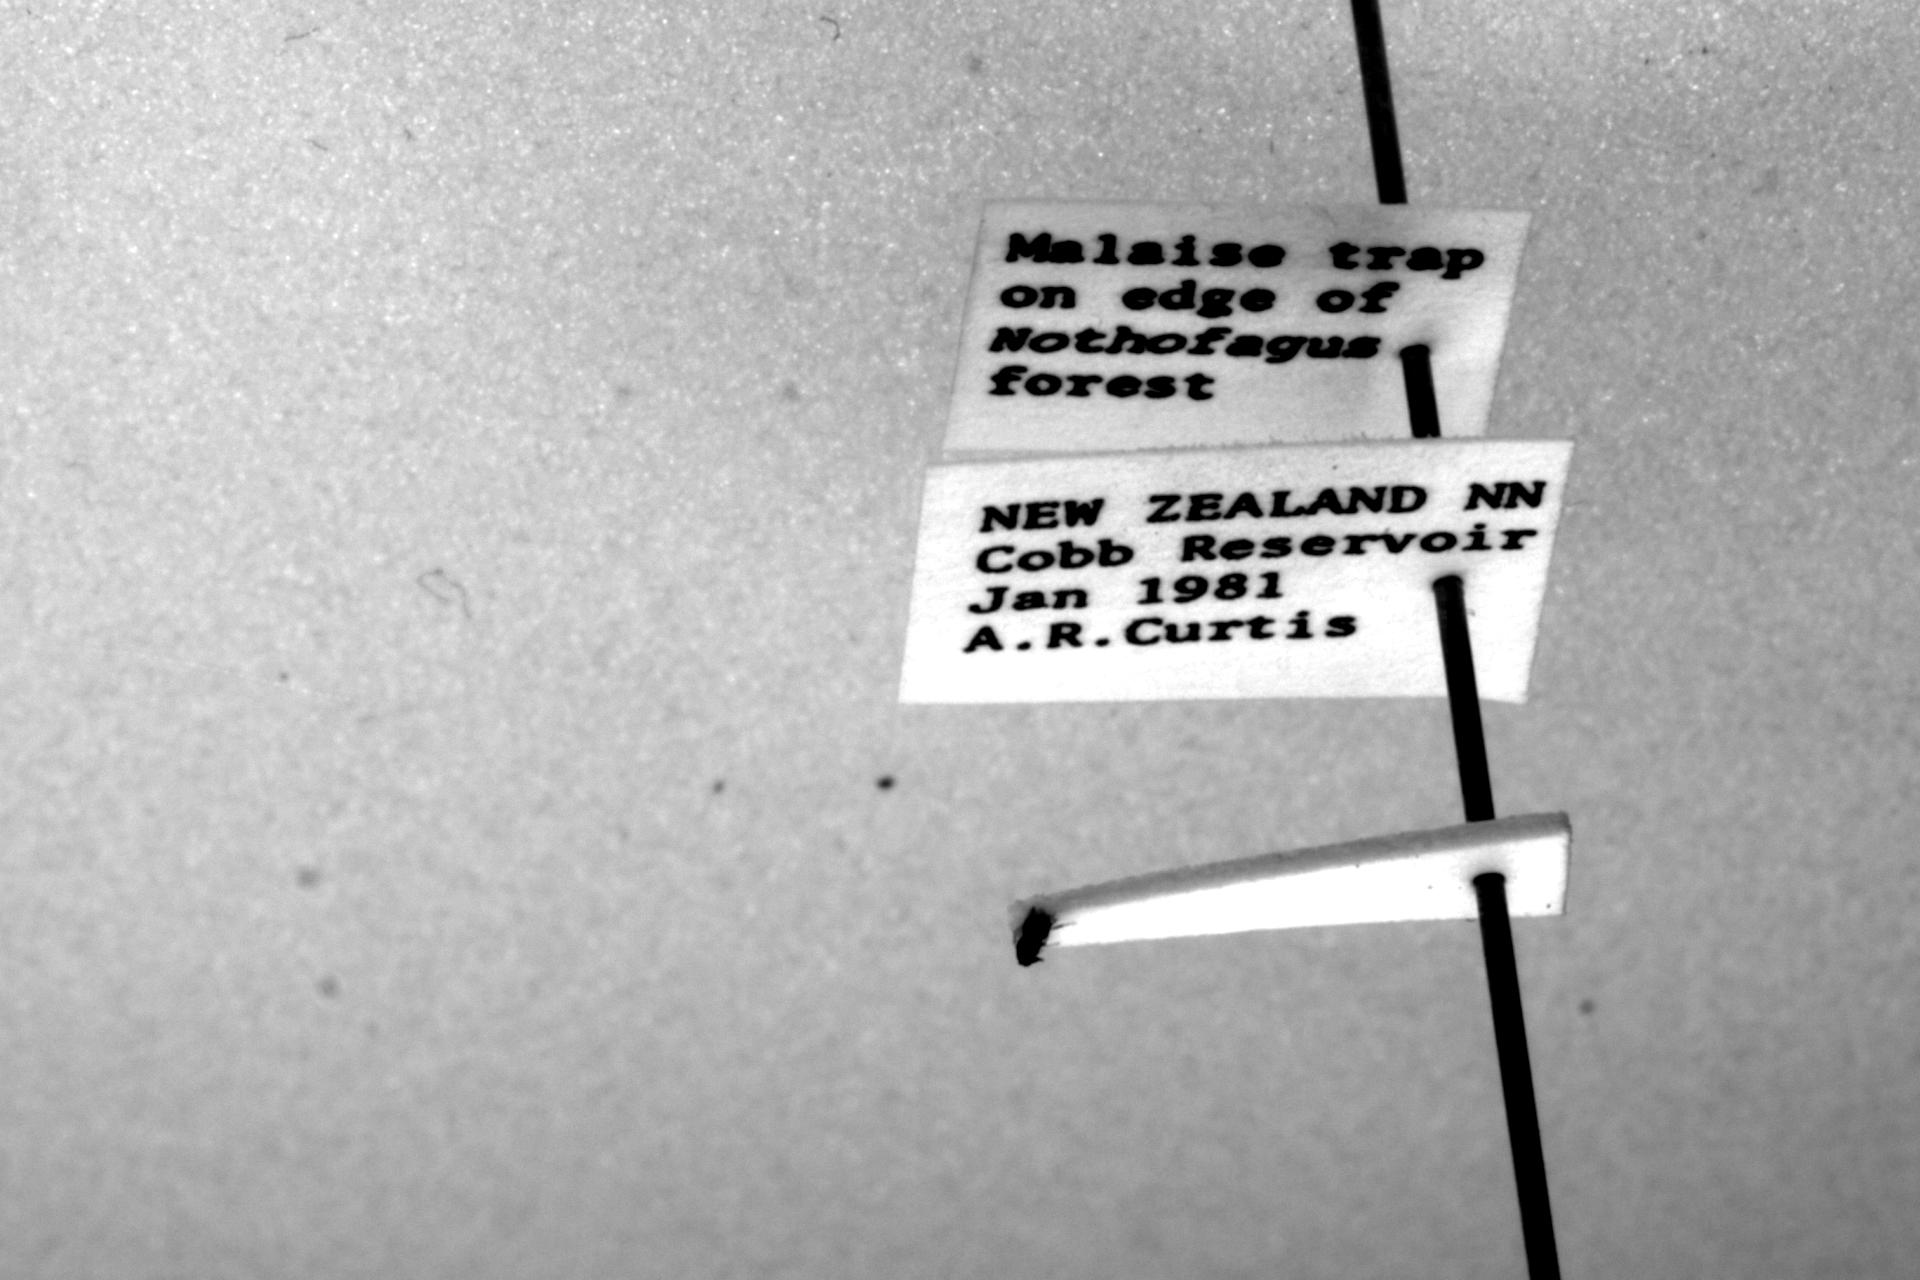 Malaise trap
on edge of
Nothofagus
forest
NEW ZEALAND NN
Cobb Reservoir
Jan 1981
A.R.Curtis